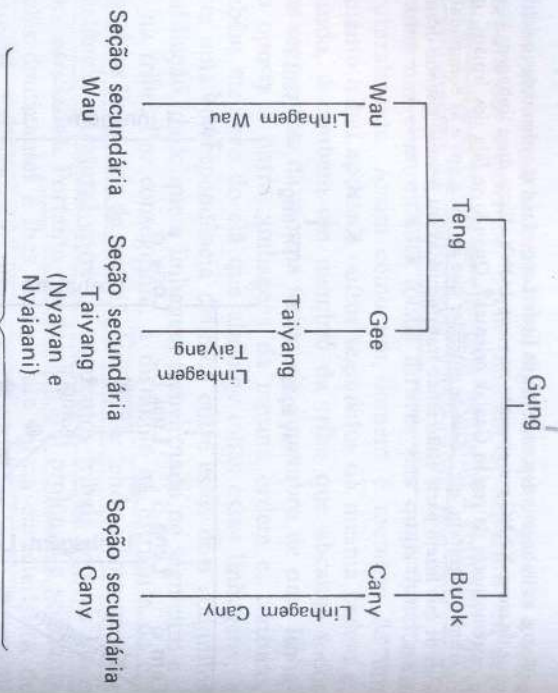 Gung
Teng
Buok
Wau
Gee
Cany
Linhagem Wau
Taiyang
Linhagem
Taiyang
Linhagem Cany
Seção secundária
Wau
Seção secundária
Taiyang
(Nyayan e
Nyajaani)
Seção secundária
Cany